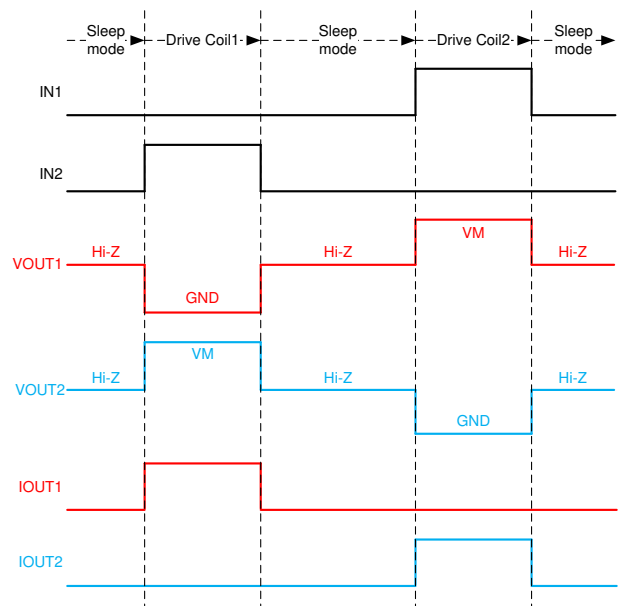 Sleep
mode
Drive Coil1
Sleep
mode
Drive Coil2
Sleep
mode
IN1
IN2
VOUT1
Hi-Z
GND
Hi-Z
VM
Hi-Z
VOUT2
Hi-Z
VM
Hi-Z
GND
Hi-Z
IOUT1
IOUT2